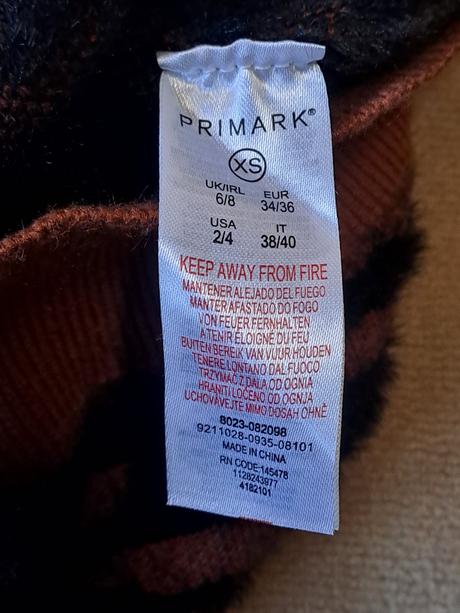 PRIMARK®
XS
UK/IRL EUR
6/8 34/36
USA IT
2/4 38/40
KEEP AWAY FROM FIRE
MANTENER ALEJADO DEL FUEGO
MANTER AFASTADO DO FOGO
VON FEUER FERNHALTEN
A TENIR ÉLOIGNÉ DU FEU
BUITEN BEREIK VAN VUUR HOUDEN
TENERE LONTANO DAL FUOCO
TRZYMAĆ Z DALA OD OGNIA
HRANITI LOČENO OD OGNJA
UCHOVÁVEJTE MIMO DOSAH OHNĚ
8023-082098
9211028-0935-08101
MADE IN CHINA
RN CODE:145478
1128243977
4182101